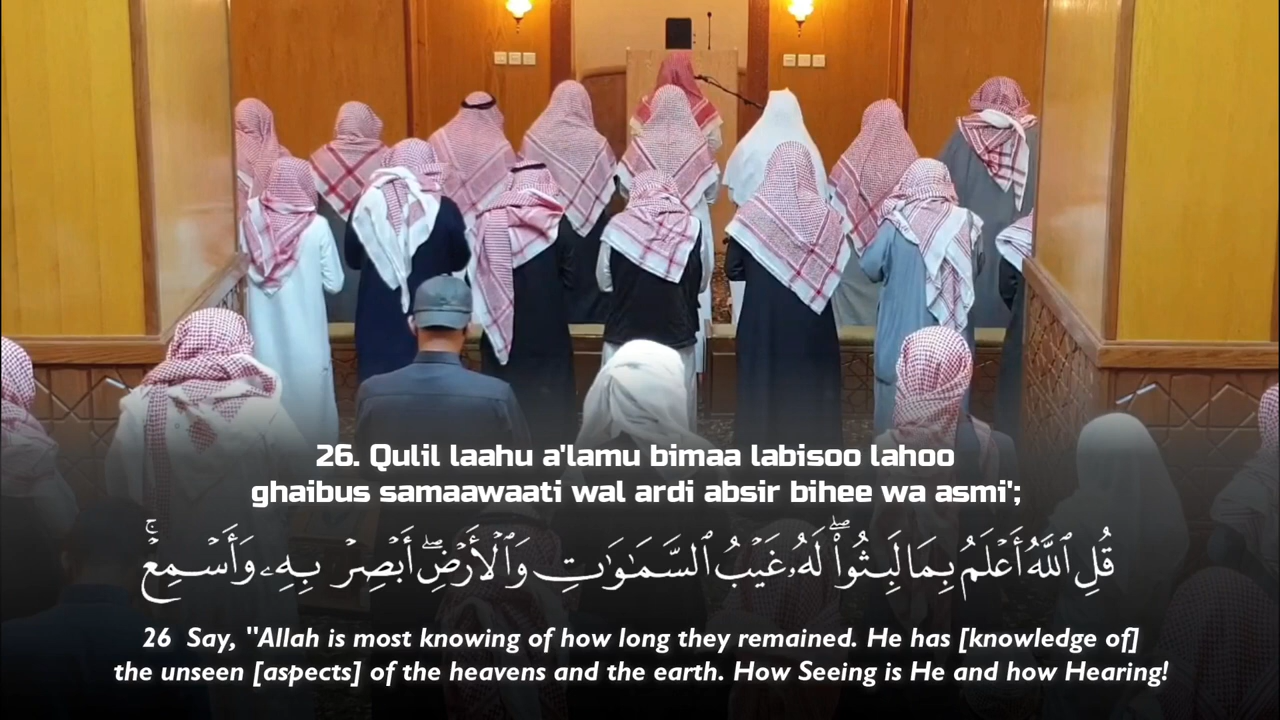 26. Qulil laahu a'lamu bimaa labisoo lahoo
ghaibus samaawaati wal ardi absir bihee wa asmi';
قُلِ ٱللَّهُ أَعْلَمُ بِمَا لَبِثُوا۟ ۖ لَهُۥ غَيْبُ ٱلسَّمَـٰوَٰتِ وَٱلْأَرْضِ ۖ أَبْصِرْ بِهِۦ وَأَسْمِعْ ۚ
26 Say, "Allah is most knowing of how long they remained. He has [knowledge of]
the unseen [aspects] of the heavens and the earth. How Seeing is He and how Hearing!